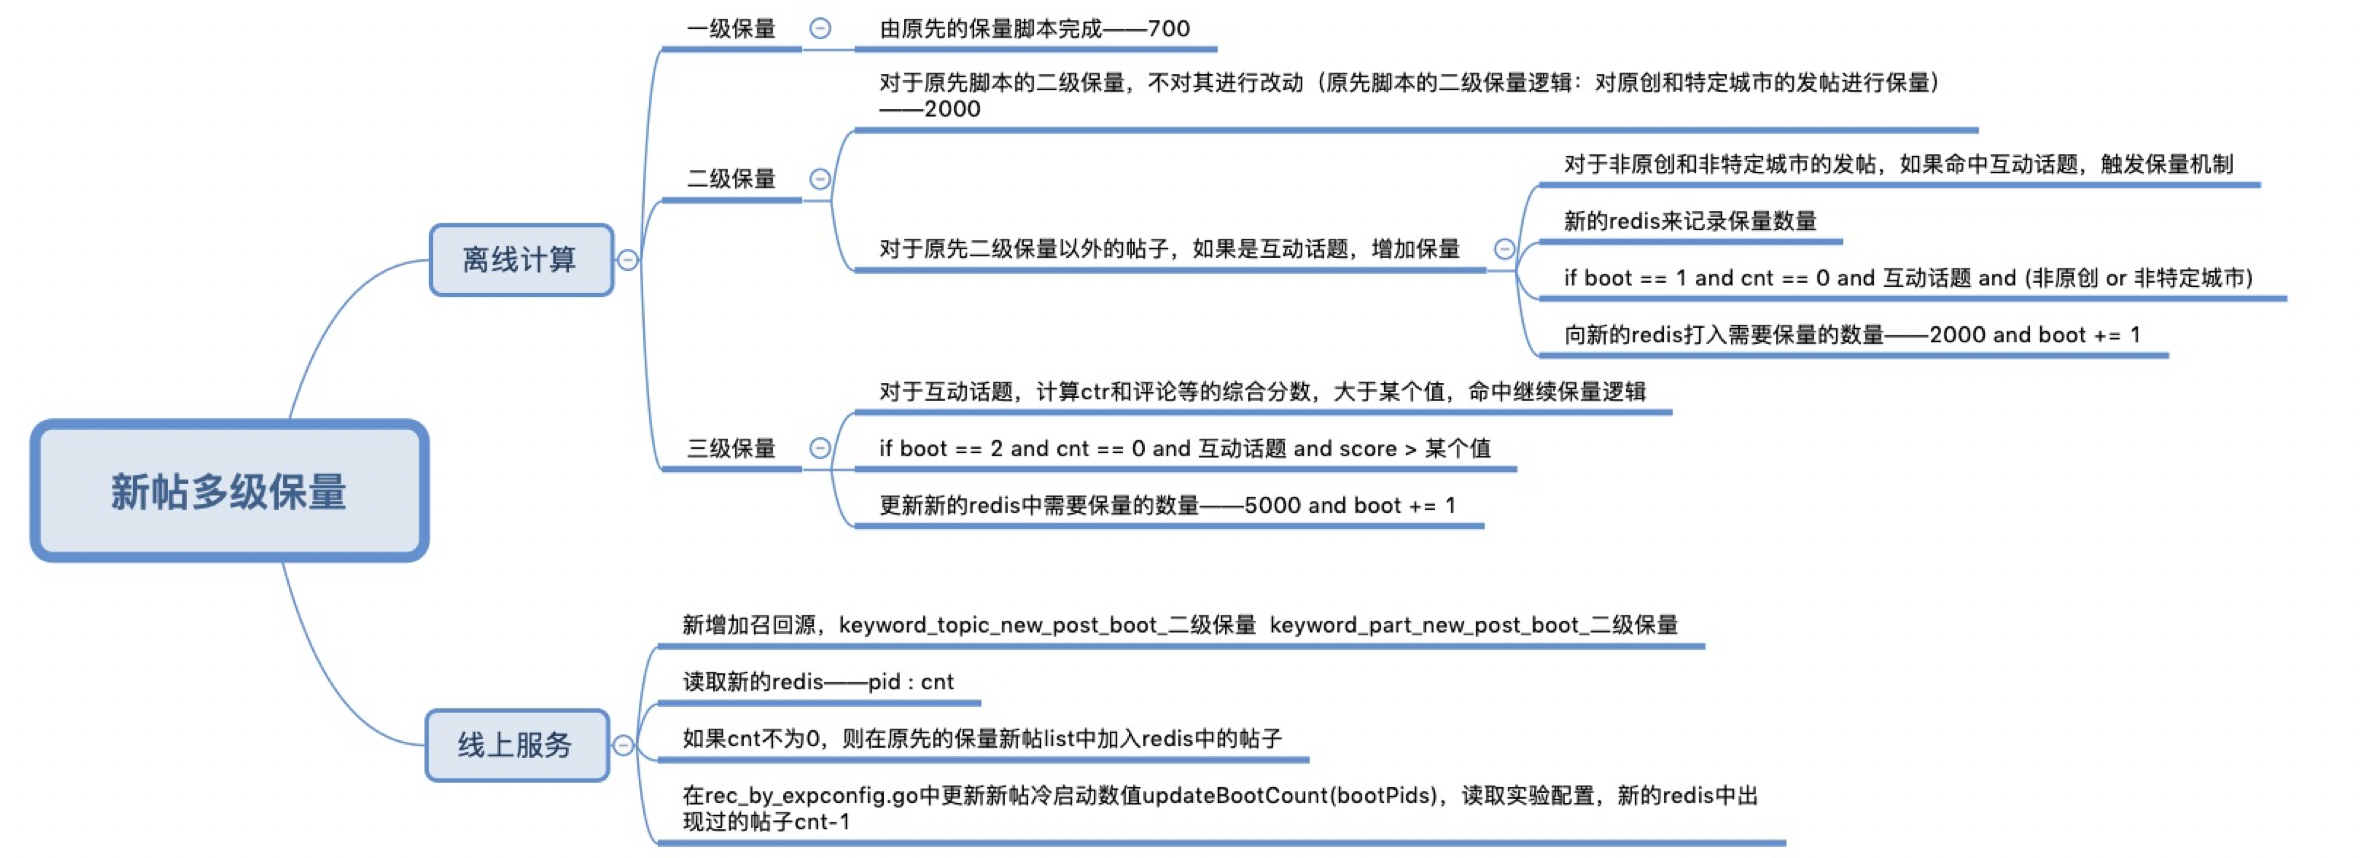 新帖多级保量
离线计算
一级保量
由原先的保量脚本完成——700
二级保量
对于原先脚本的二级保量，不对其进行改动（原先脚本的二级保量逻辑：对原创和特定城市的发帖进行保量）
——2000
对于原先二级保量以外的帖子，如果是互动话题，增加保量
对于非原创和非特定城市的发帖，如果命中互动话题，触发保量机制
新的redis来记录保量数量
if boot == 1 and cnt == 0 and 互动话题 and (非原创 or 非特定城市)
向新的redis打入需要保量的数量——2000 and boot += 1
三级保量
对于互动话题，计算ctr和评论等的综合分数，大于某个值，命中继续保量逻辑
if boot == 2 and cnt == 0 and 互动话题 and score > 某个值
更新新的redis中需要保量的数量——5000 and boot += 1
线上服务
新增加召回源，keyword_topic_new_post_boot_二级保量  keyword_part_new_post_boot_二级保量
读取新的redis——pid : cnt
如果cnt不为0，则在原先的保量新帖list中加入redis中的帖子
在rec_by_expconfig.go中更新新帖冷启动数值updateBootCount(bootPids)，读取实验配置，新的redis中出
现过的帖子cnt-1